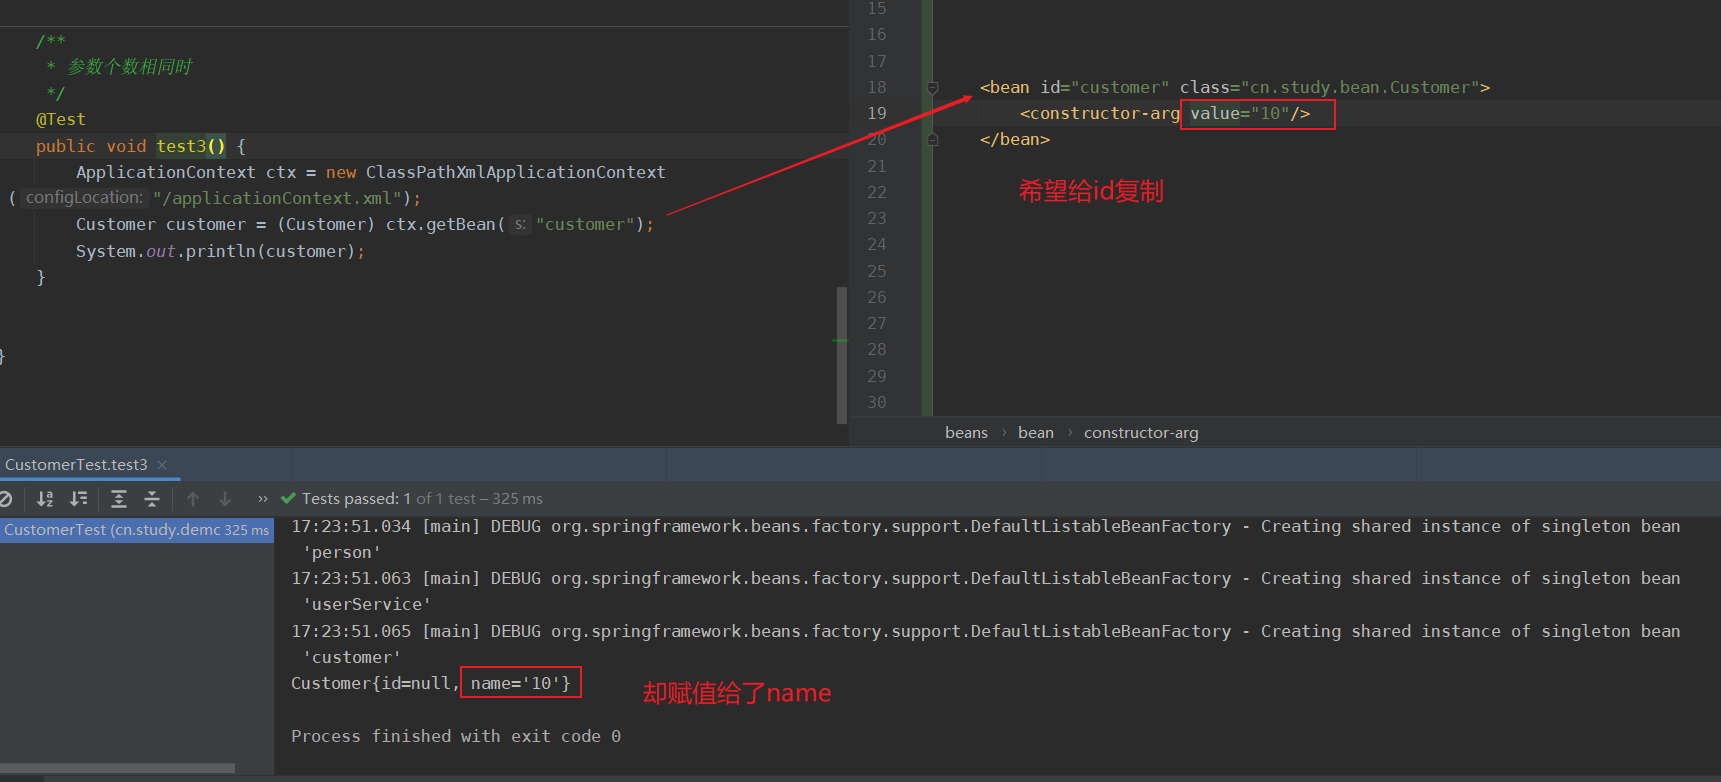 /**
* 参数个数相同时
*/
@Test
public void test3() {
ApplicationContext ctx = new ClassPathXmlApplicationContext
( configLocation: "/applicationContext.xml");
Customer customer = (Customer) ctx.getBean( s: "customer");
System.out.println(customer);
}
}
15
16
17
18 <bean id="customer" class="cn.study.bean.Customer">
19 <constructor-arg value="10"/>
20 </bean>
21
22 希望给id复制
23
24
25
26
27
28
29
30
beans › bean › constructor-arg
CustomerTest.test3 ×
» Tests passed: 1 of 1 test – 325 ms
CustomerTest (cn.study.demc 325 ms
17:23:51.034 [main] DEBUG org.springframework.beans.factory.support.DefaultListableBeanFactory - Creating shared instance of singleton bean
'person'
17:23:51.063 [main] DEBUG org.springframework.beans.factory.support.DefaultListableBeanFactory - Creating shared instance of singleton bean
'userService'
17:23:51.065 [main] DEBUG org.springframework.beans.factory.support.DefaultListableBeanFactory - Creating shared instance of singleton bean
'customer'
Customer{id=null, name='10'}
却赋值给了name
Process finished with exit code 0